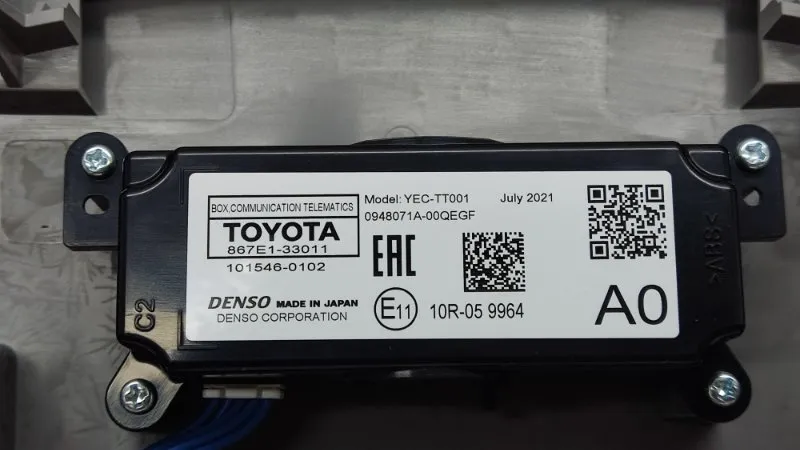 BOX,COMMUNICATION TELEMATICS
TOYOTA
867E1-33011
101546-0102
Model: YEC-TT001 July 2021
0948071A-00QEGF
EAC
DENSO MADE IN JAPAN
DENSO CORPORATION
E11 10R-05 9964
A0
C2
>ABS<